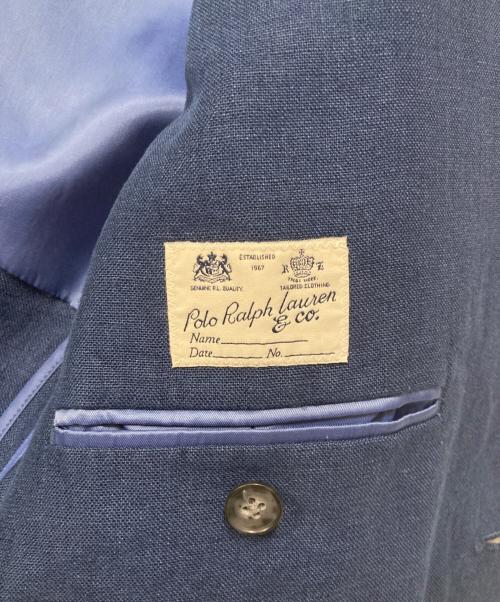 ESTABLISHED
1967
R L
GENUINE R.L. QUALITY.
TAILORED CLOTHING
Polo Ralph Lauren
& Co.
Name
Date No.